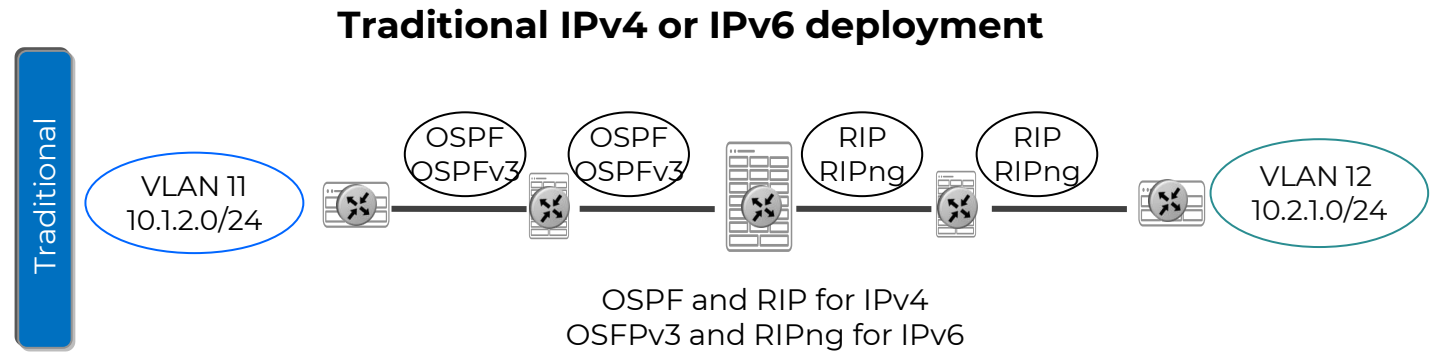 Traditional IPv4 or IPv6 deployment
Traditional
VLAN 11
10.1.2.0/24
OSPF
OSPFv3
OSPF
OSPFv3
RIP
RIPng
RIP
RIPng
VLAN 12
10.2.1.0/24
OSPF and RIP for IPv4
OSFPv3 and RIPng for IPv6